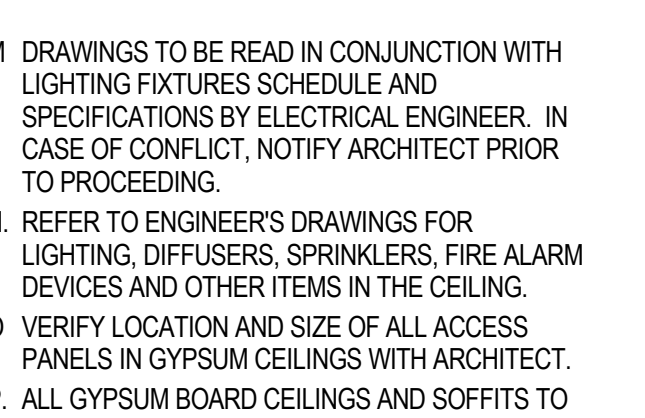 M DRAWINGS TO BE READ IN CONJUNCTION WITH
LIGHTING FIXTURES SCHEDULE AND
SPECIFICATIONS BY ELECTRICAL ENGINEER. IN
CASE OF CONFLICT, NOTIFY ARCHITECT PRIOR
TO PROCEEDING.
REFER TO ENGINEER'S DRAWINGS FOR
LIGHTING, DIFFUSERS, SPRINKLERS, FIRE ALARM
DEVICES AND OTHER ITEMS IN THE CEILING.
VERIFY LOCATION AND SIZE OF ALL ACCESS
PANELS IN GYPSUM CEILINGS WITH ARCHITECT.
ALL GYPSUM BOARD CEILINGS AND SOFFITS TO